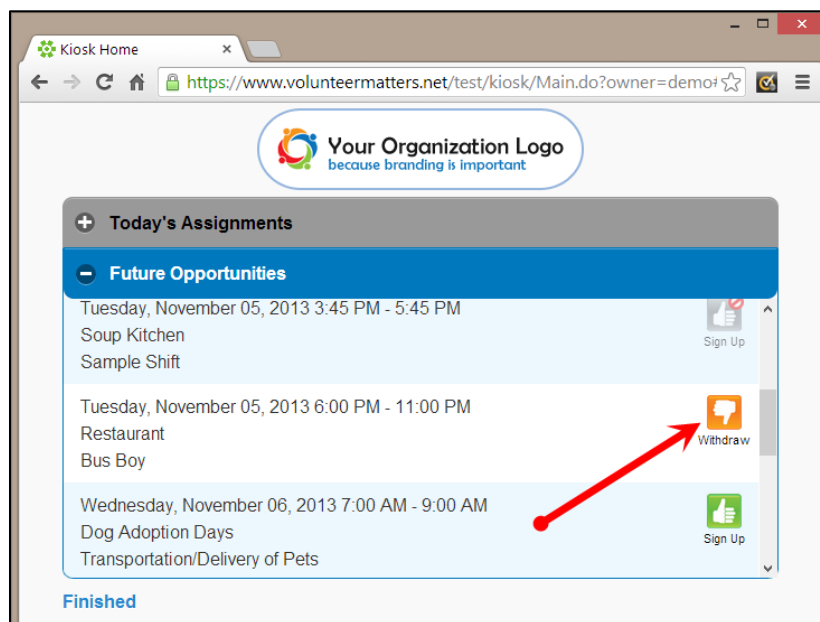 Kiosk Home
https://www.volunteermatters.net/test/kiosk/Main.do?owner=demo#
Your Organization Logo
because branding is important
Today's Assignments
Future Opportunities
Tuesday, November 05, 2013 3:45 PM - 5:45 PM
Soup Kitchen
Sample Shift
Sign Up
Tuesday, November 05, 2013 6:00 PM - 11:00 PM
Restaurant
Bus Boy
Withdraw
Wednesday, November 06, 2013 7:00 AM - 9:00 AM
Dog Adoption Days
Transportation/Delivery of Pets
Sign Up
Finished